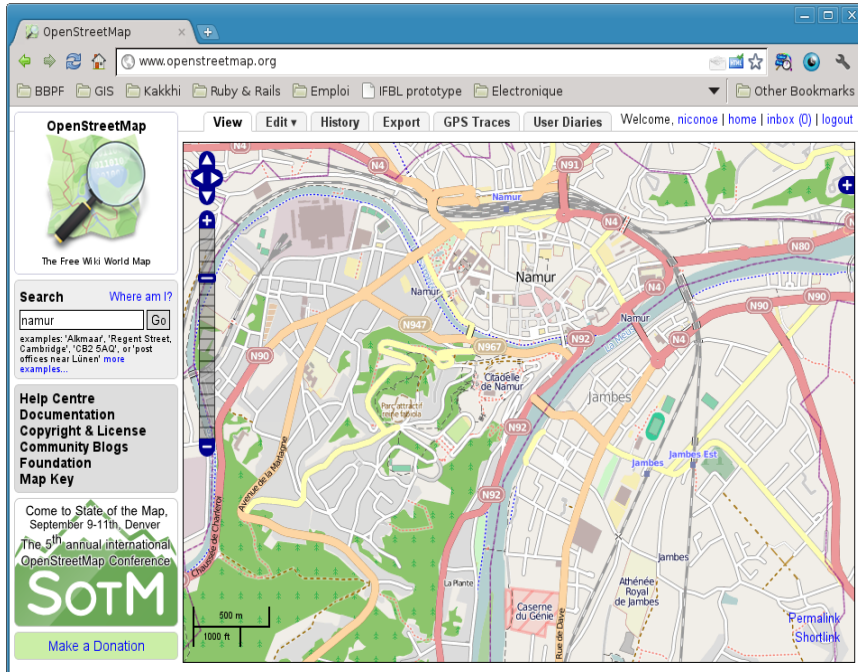 OpenStreetMap
www.openstreetmap.org
BBPF GIS Kakkhi Ruby & Rails Emploi IFBL prototype Electronique Other Bookmarks
OpenStreetMap
The Free Wiki World Map
View Edit▾ History Export GPS Traces User Diaries Welcome, niconoe | home | inbox (0) | logout
Search Where am I?
namur Go
examples: 'Alkmaar', 'Regent Street,
Cambridge', 'CB2 5AQ', or 'post
offices near Lünen' more
examples...
Help Centre
Documentation
Copyright & License
Community Blogs
Foundation
Map Key
Come to State of the Map,
September 9-11th, Denver
The 5th annual international
OpenStreetMap Conference
SOTM
Make a Donation
N4
N4
N91
Namur
N4
N80
Namur
N4
Namur
N90
N90
Namur
N947
N92
N4
La Meuse
N967
N90
Citadelle
de Namur
Parc attractif
reine fabiola
Jambes
N92
Avenue de la Marlagne
Jambes Est
Jambes
N92
Chaussée de Charleroi
Jambes
La Plante
Athénée
Royal
de Jambes
Caserne
du Génie
Rue de Dave
500 m
1000 ft
Permalink
Shortlink